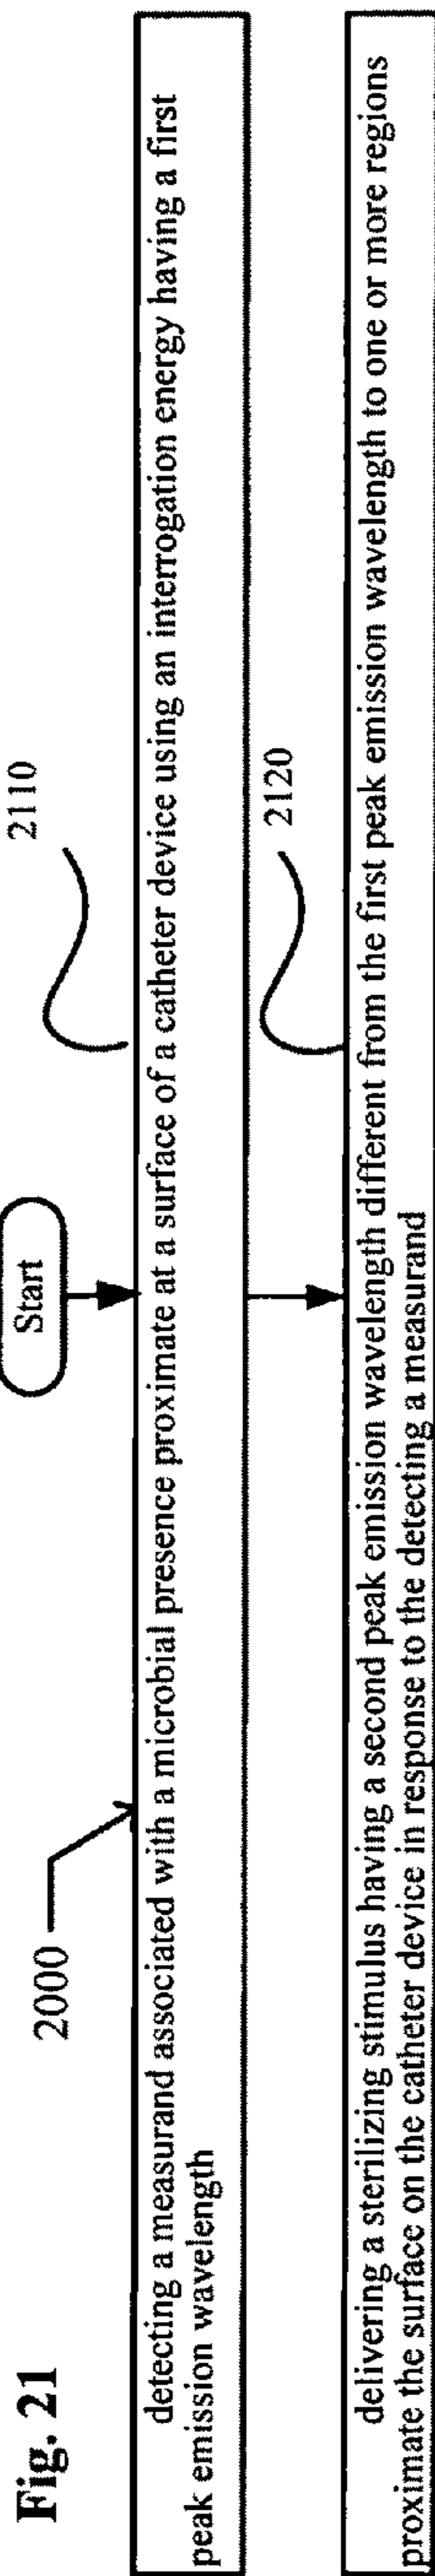 Fig. 21
Start
2000
2110
detecting a measurand associated with a microbial presence proximate at a surface of a catheter device using an interrogation energy having a first
peak emission wavelength
2120
delivering a sterilizing stimulus having a second peak emission wavelength different from the first peak emission wavelength to one or more regions
proximate the surface on the catheter device in response to the detecting a measurand